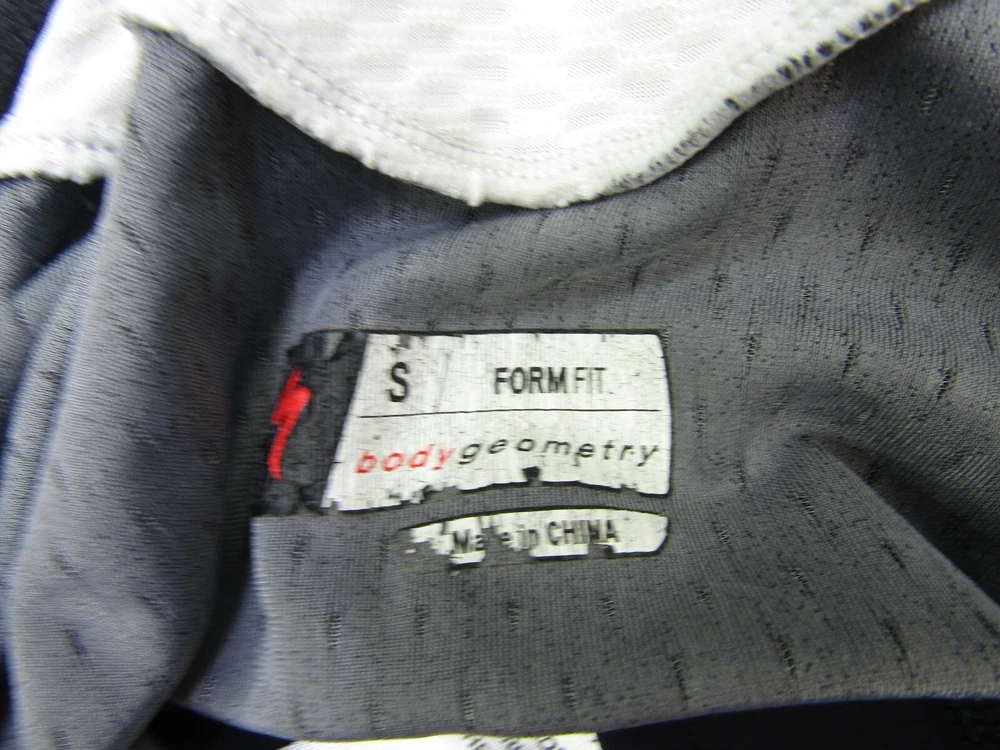 S FORM FIT
bodygeometry
Made in CHINA